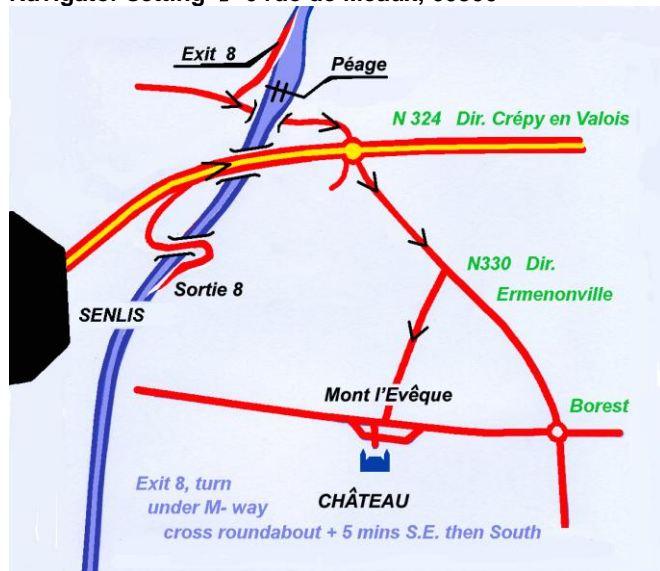 Exit 8
Péage
N 324 Dir. Crépy en Valois
N330 Dir.
Ermenonville
Sortie 8
SENLIS
Mont l'Evêque
Borest
CHÂTEAU
Exit 8, turn
under M- way
cross roundabout + 5 mins S.E. then South